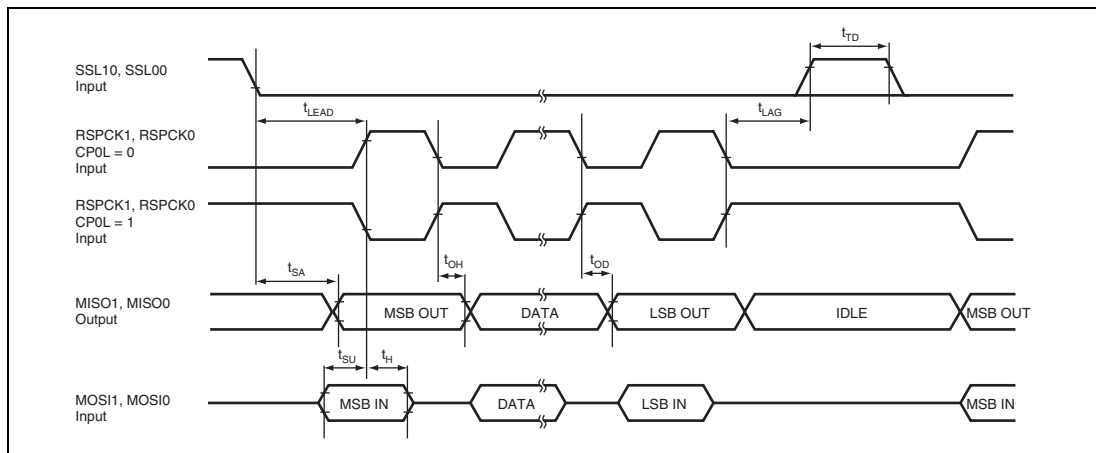 tTD
SSL10, SSL00
Input
tLEAD
tLAG
RSPCK1, RSPCK0
CP0L = 0
Input
RSPCK1, RSPCK0
CP0L = 1
Input
tSA
tOH
tOD
MISO1, MISO0
Output
MSB OUT
DATA
LSB OUT
IDLE
MSB OUT
tSU
tH
MOSI1, MOSI0
Input
MSB IN
DATA
LSB IN
MSB IN